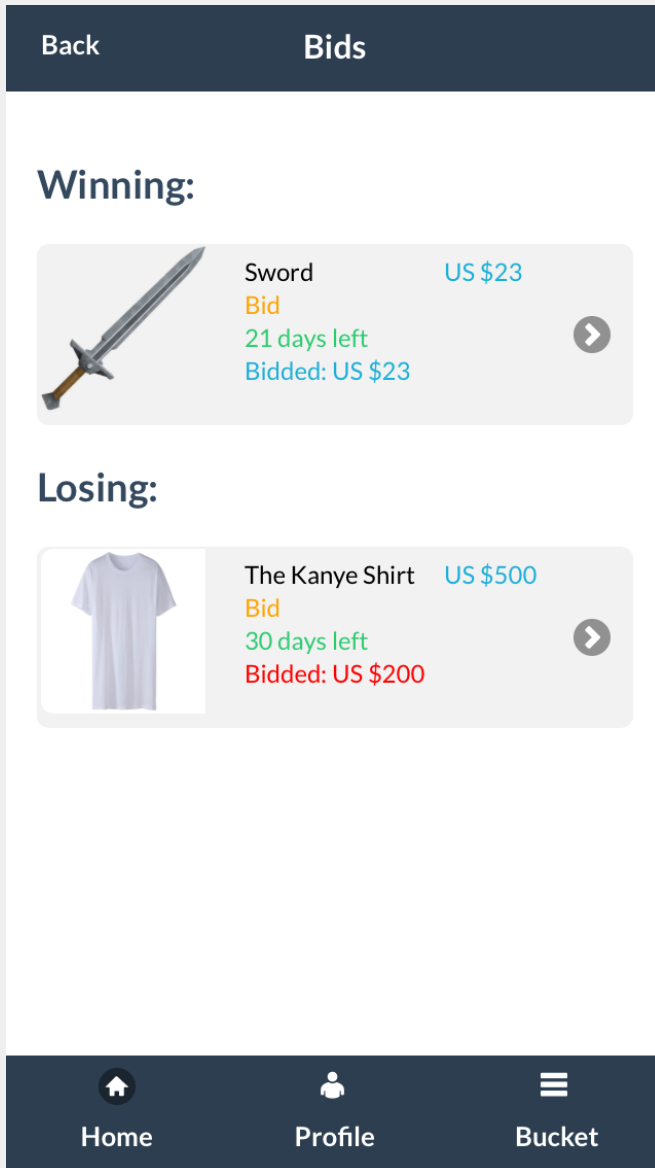 Back
Bids
Winning:
Sword
US $23
Bid
21 days left
Bidded: US $23
Losing:
The Kanye Shirt
US $500
Bid
30 days left
Bidded: US $200
Home
Profile
Bucket